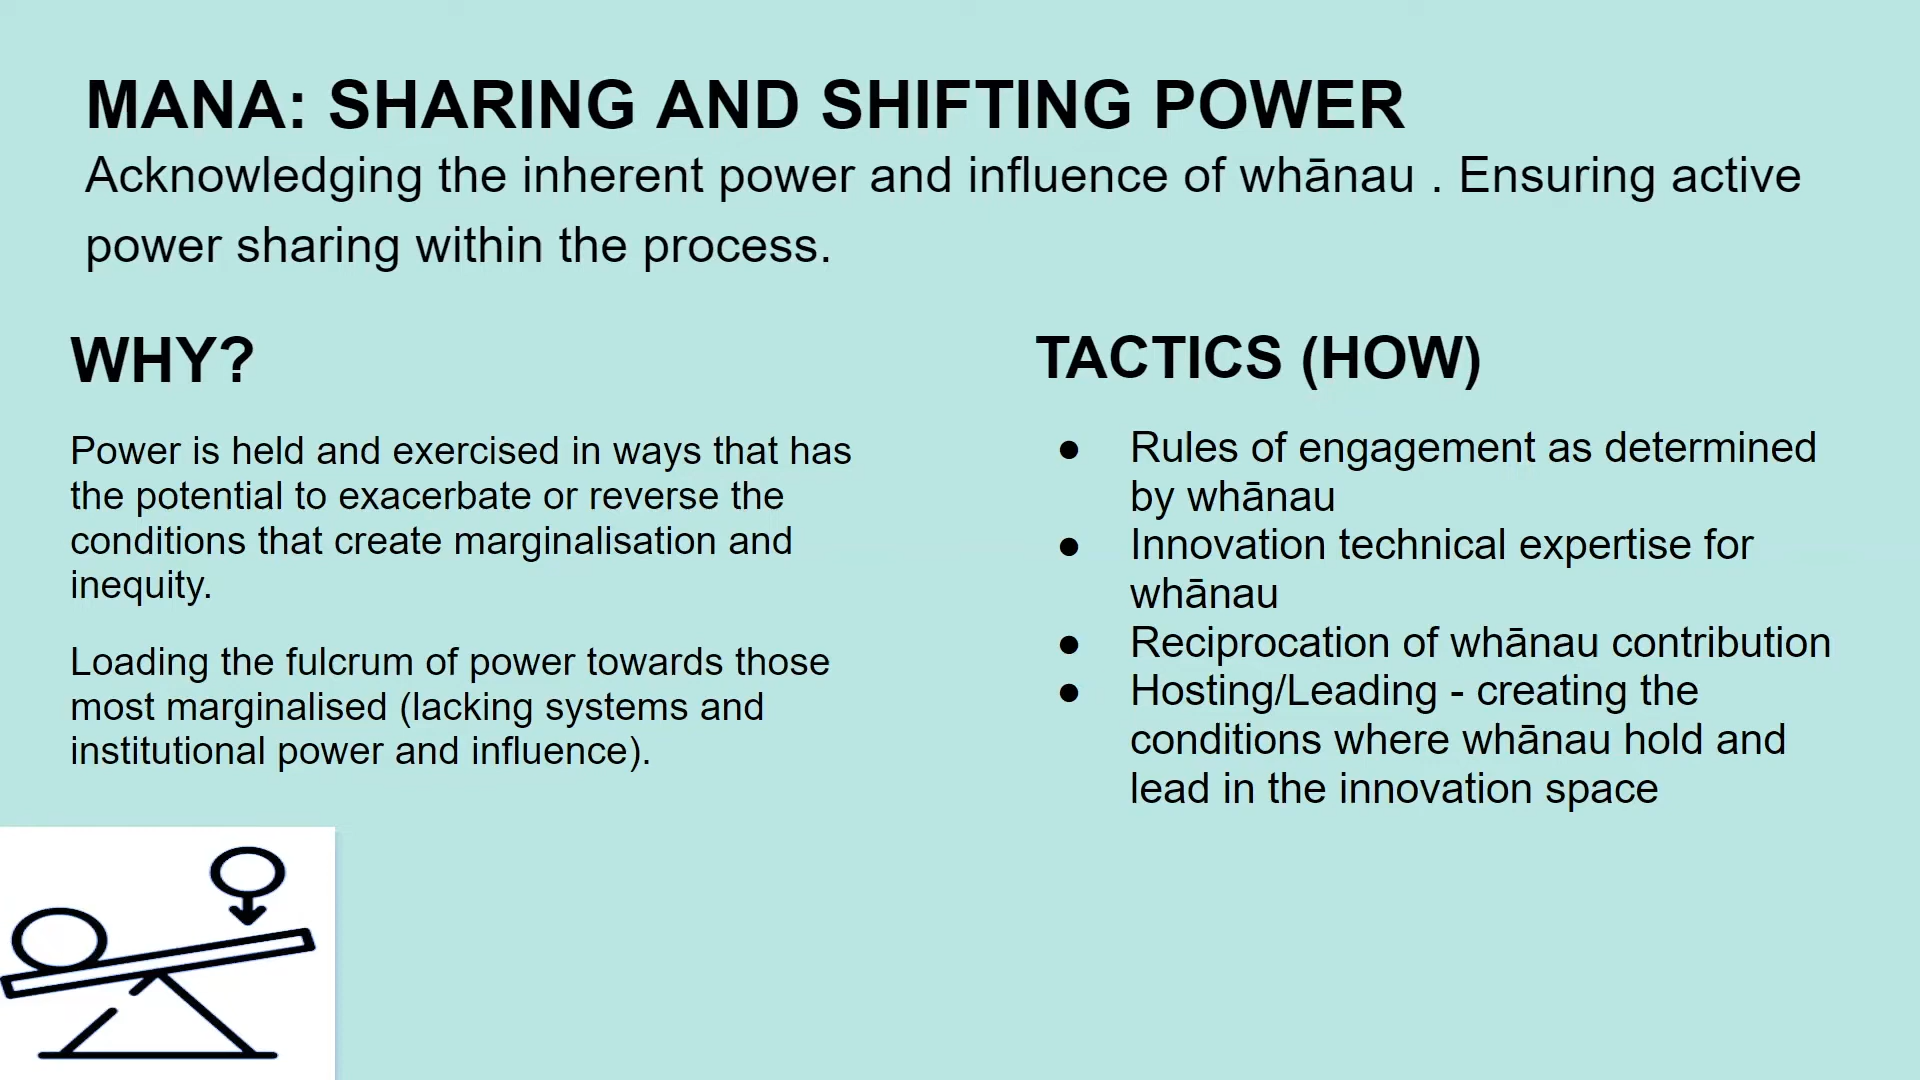 MANA: SHARING AND SHIFTING POWER
Acknowledging the inherent power and influence of whānau . Ensuring active
power sharing within the process.
WHY?
Power is held and exercised in ways that has
the potential to exacerbate or reverse the
conditions that create marginalisation and
inequity.
Loading the fulcrum of power towards those
most marginalised (lacking systems and
institutional power and influence).
TACTICS (HOW)
● Rules of engagement as determined
by whānau
● Innovation technical expertise for
whānau
● Reciprocation of whānau contribution
● Hosting/Leading - creating the
conditions where whānau hold and
lead in the innovation space